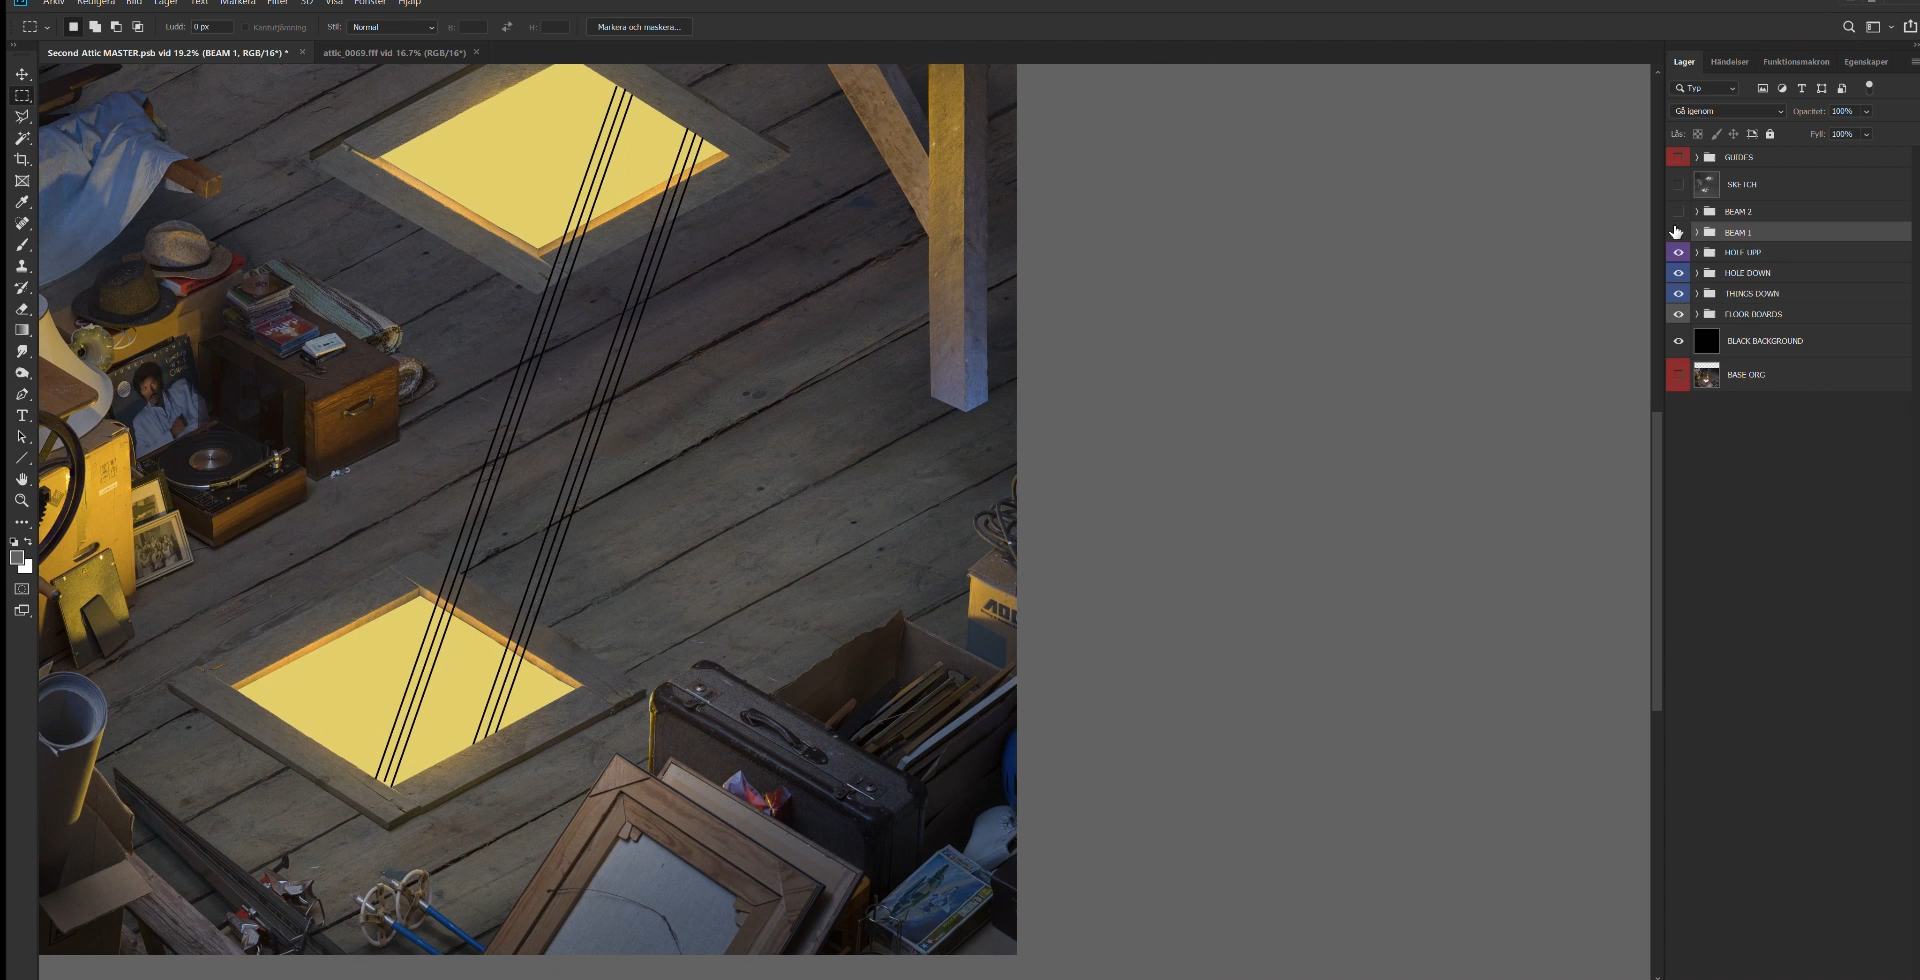 Arkiv Redigera Bild Lager Text Markera Filter 3D Visa Fönster Hjälp
Ludd: 0 px Kantutjämning Stil: Normal B: H: Markera och maskera...
Second Attic MASTER.psb vid 19.2% (BEAM 1, RGB/16*) * × attic_0069.fff vid 16.7% (RGB/16*) ×
Lager Händelser Funktionsmakron Egenskaper
Typ
Gå igenom Opacitet: 100%
Lås: Fyll: 100%
GUIDES
SKETCH
BEAM 2
BEAM 1
HOLE UPP
HOLE DOWN
THINGS DOWN
FLOOR BOARDS
BLACK BACKGROUND
BASE ORG